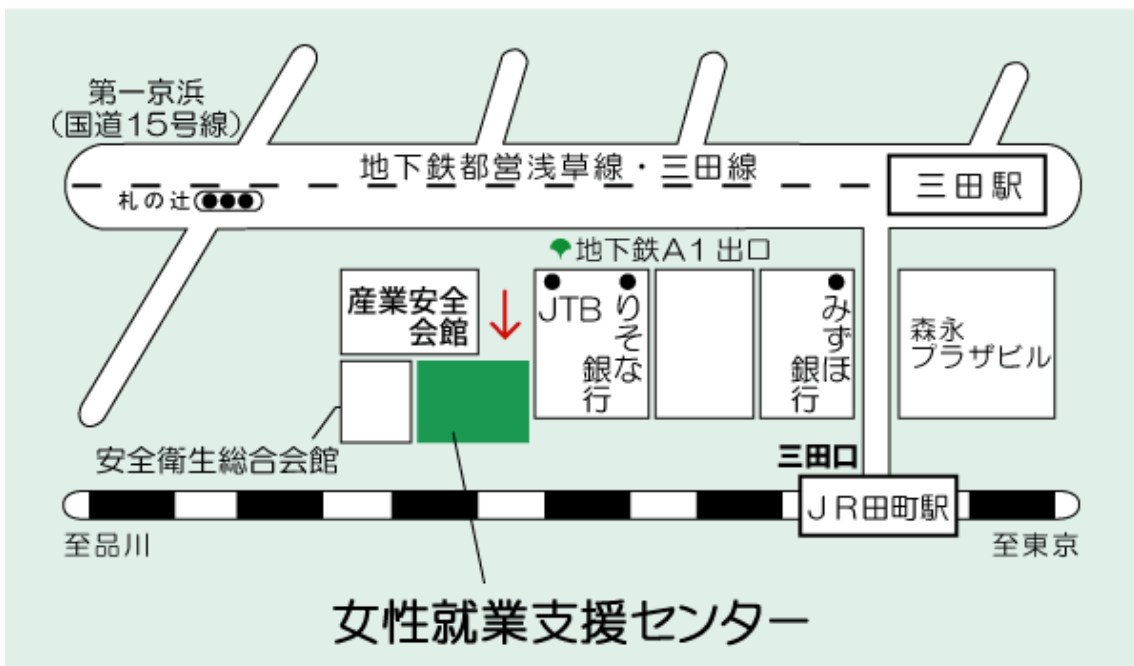 第一京浜
（国道15号線）
地下鉄都営浅草線・三田線
札の辻
三田駅
地下鉄A1出口
産業安全
会館
JTB
りそな
銀行
みずほ
銀行
森永
プラザビル
安全衛生総合会館
三田口
JR田町駅
至品川
至東京
女性就業支援センター